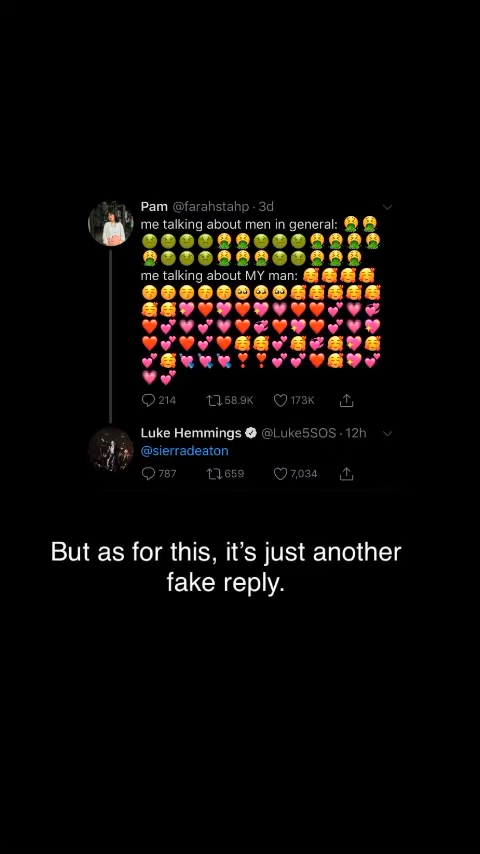 Pam @farahstahp · 3d
me talking about men in general: 🤮🤮
🤢🤢🤢🤢🤮🤮🤢🤢🤢🤮🤮🤮🤮
🤮🤢🤢🤢🤮🤮🤮🤢🤢🤮🤮🤮
me talking about MY man: 🥰🥰🥰🥰
😚😚😚😚😚🥺🥺🥺🥰🥰🥰🥰🥰
🥰🥰💖❤️💗❤️💖💗❤️💖💕💗💖
❤️💕💗💕💗❤️💞💖❤️💖💕💗💖
❤️💕❤️💕❤️🥰🥰💕🥰💞💕🥰🥰
💕🥰💘💘💘❣️❣️💕💕❤️🥰💖💕
💗💕
214 58.9K 173K
Luke Hemmings @Luke5SOS · 12h
@sierradeaton
787 659 7,034
But as for this, it’s just another
fake reply.